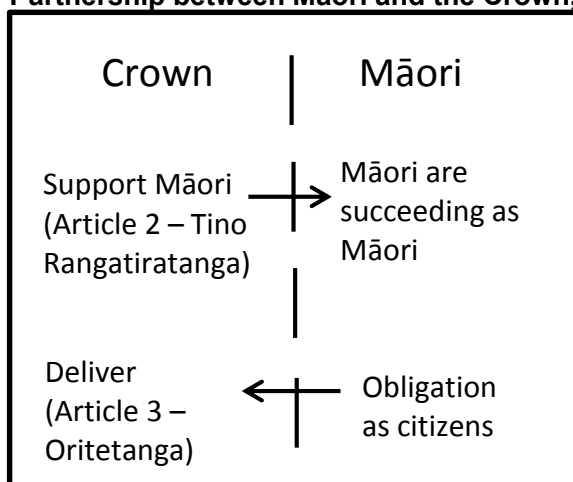 Partnership between Māori and the Crown.
Crown
Māori
Support Māori
(Article 2 – Tino
Rangatiratanga)
Māori are
succeeding as
Māori
Deliver
(Article 3 –
Oritetanga)
Obligation
as citizens